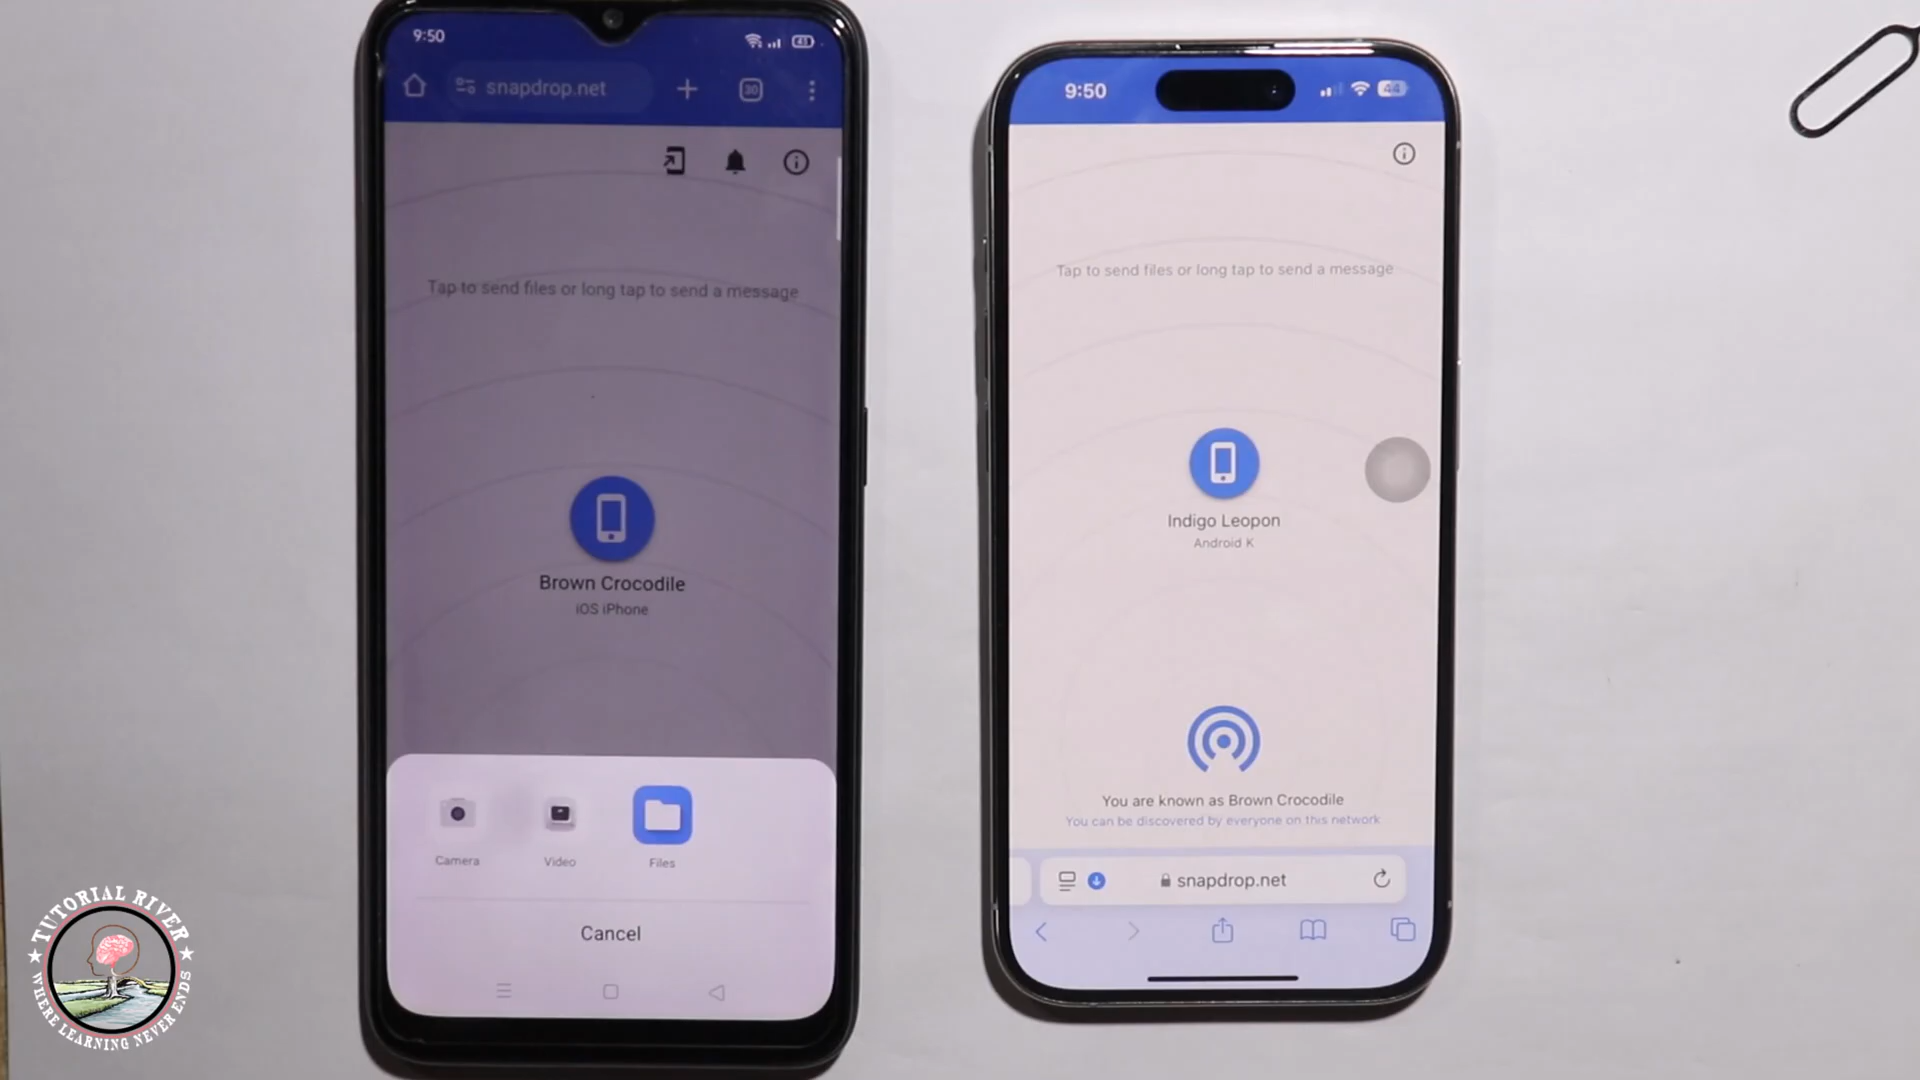 9:50
43
snapdrop.net
30
Tap to send files or long tap to send a message
Brown Crocodile
iOS iPhone
Camera
Video
Files
Cancel
9:50
44
Tap to send files or long tap to send a message
Indigo Leopon
Android K
You are known as Brown Crocodile
You can be discovered by everyone on this network
snapdrop.net
TUTORIAL RIVER
WHERE LEARNING NEVER ENDS